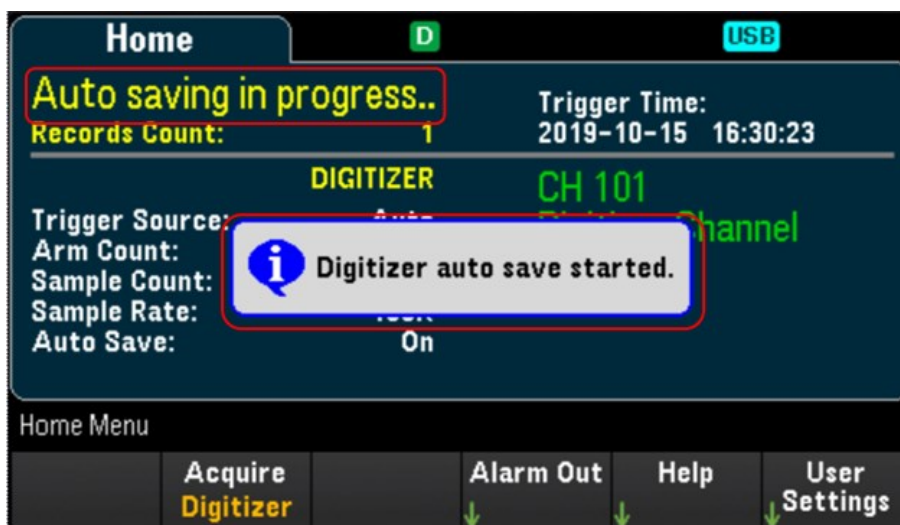 Home
D
USB
Auto saving in progress..
Records Count: 1
Trigger Time:
2019-10-15 16:30:23
DIGITIZER
CH 101
Trigger Source:
Arm Count:
Sample Count:
Sample Rate:
Auto Save: On
Digitizer auto save started.
Home Menu
Acquire
Digitizer
Alarm Out
Help
User
Settings